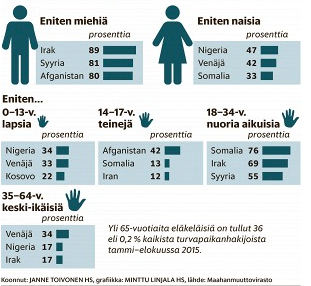 Eniten miehiä
prosenttia
Irak 89
Syyria 81
Afganistan 80
Eniten naisia
prosenttia
Nigeria 47
Venäjä 42
Somalia 33
Eniten...
0–13-v.
lapsia
prosenttia
Nigeria 34
Venäjä 33
Kosovo 22
14–17-v.
teinejä
prosenttia
Afganistan 42
Somalia 13
Iran 12
18–34-v.
nuoria aikuisia
prosenttia
Somalia 76
Irak 69
Syyria 55
35–64-v.
keski-ikäisiä
prosenttia
Venäjä 34
Nigeria 17
Irak 17
Yli 65-vuotiaita eläkeläisiä on tullut 36
eli 0,2 % kaikista turvapaikanhakijoista
tammi–elokuussa 2015.
Koonnut: JANNE TOIVONEN HS, grafiikka: MINTTU LINJALA HS, lähde: Maahanmuuttovirasto